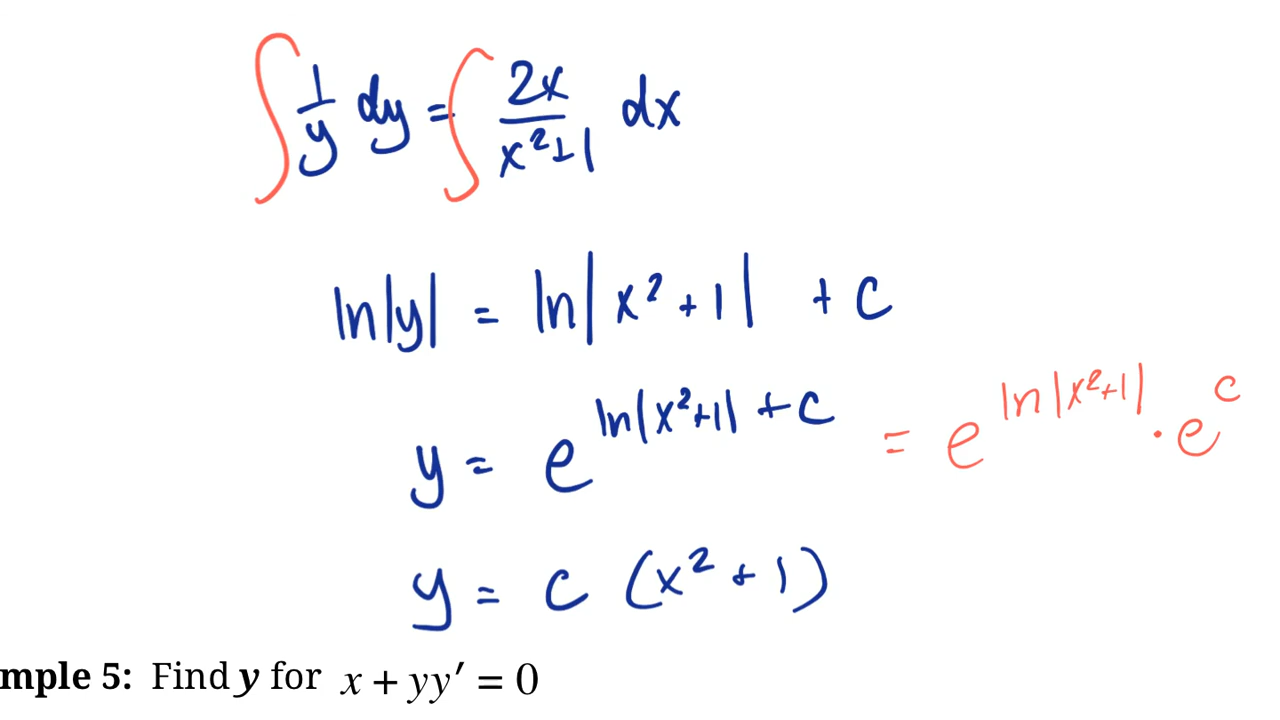 ∫ 1/y dy = ∫ 2x/(x²+1) dx
ln|y| = ln|x²+1| + c
y = e^(ln|x²+1| + c) = e^(ln|x²+1|) · e^c
y = c (x²+1)
mple 5: Find y for x + yy′ = 0